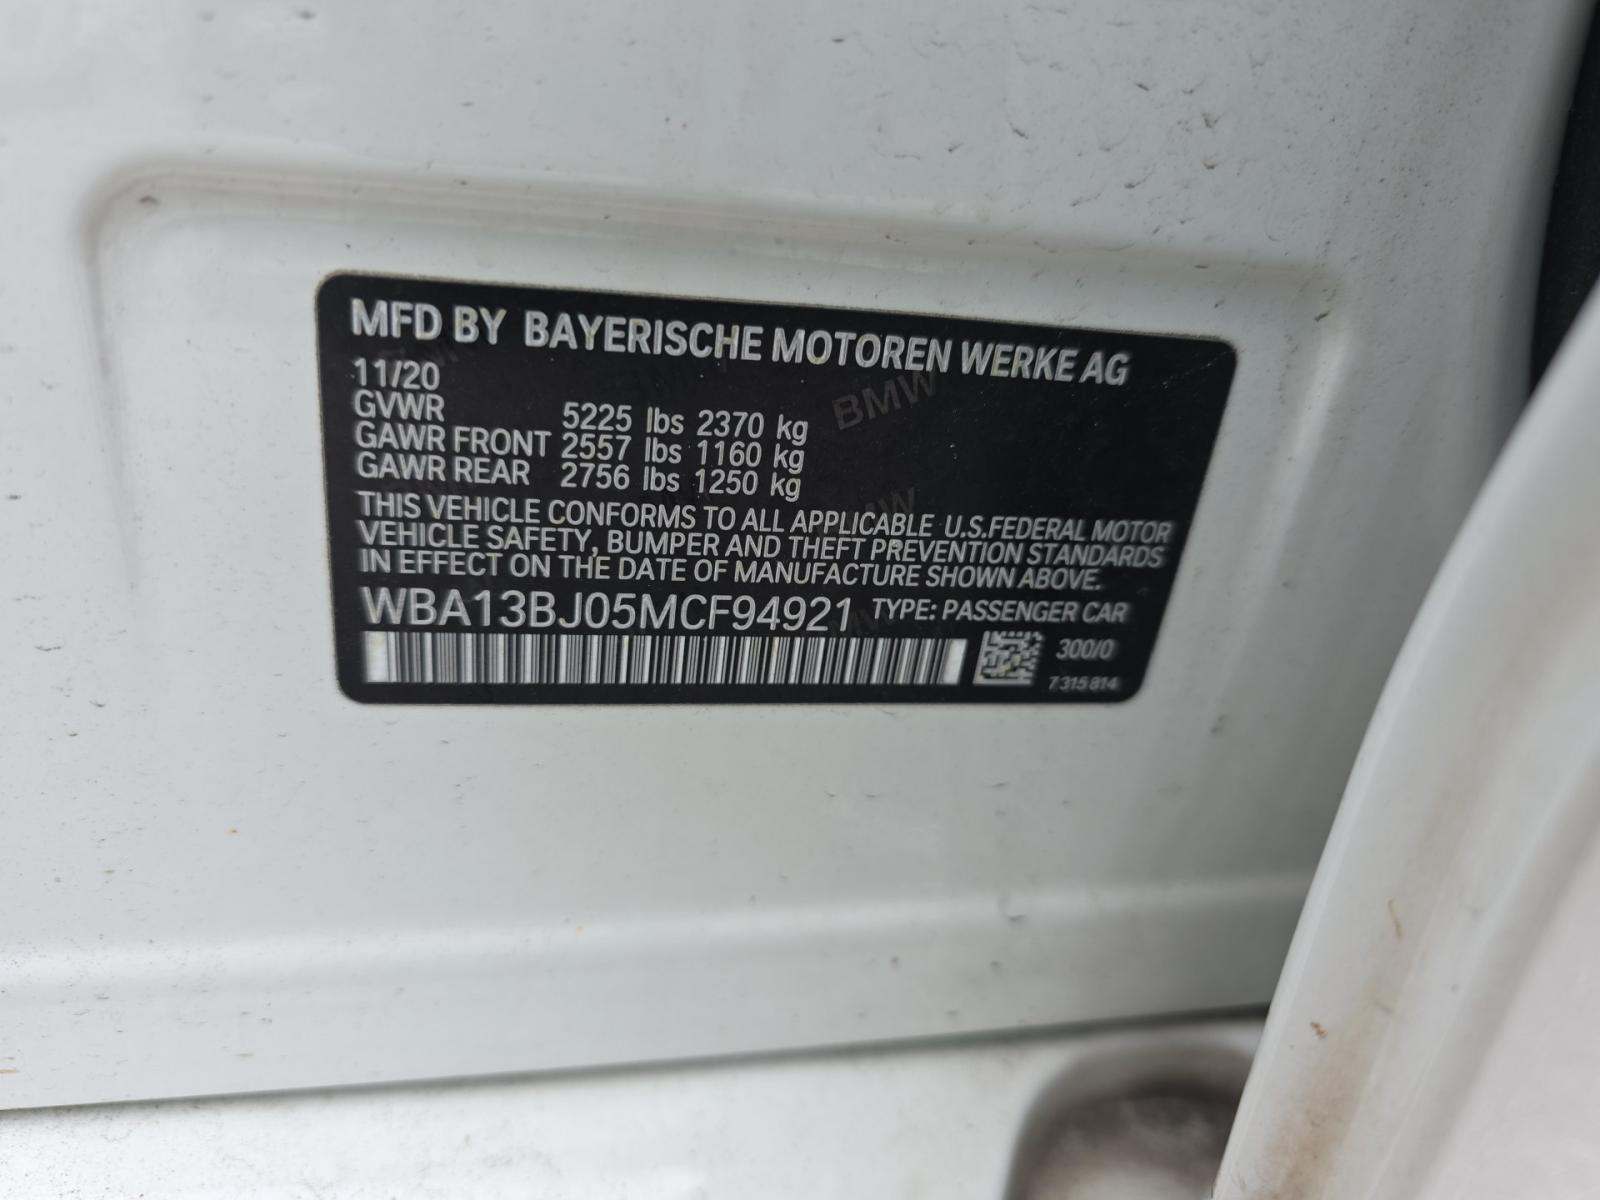 MFD BY BAYERISCHE MOTOREN WERKE AG
11/20
GVWR 5225 lbs 2370 kg
GAWR FRONT 2557 lbs 1160 kg
GAWR REAR 2756 lbs 1250 kg
THIS VEHICLE CONFORMS TO ALL APPLICABLE U.S.FEDERAL MOTOR
VEHICLE SAFETY, BUMPER AND THEFT PREVENTION STANDARDS
IN EFFECT ON THE DATE OF MANUFACTURE SHOWN ABOVE.
WBA13BJ05MCF94921 TYPE: PASSENGER CAR
300/0
7 315 814
BMW